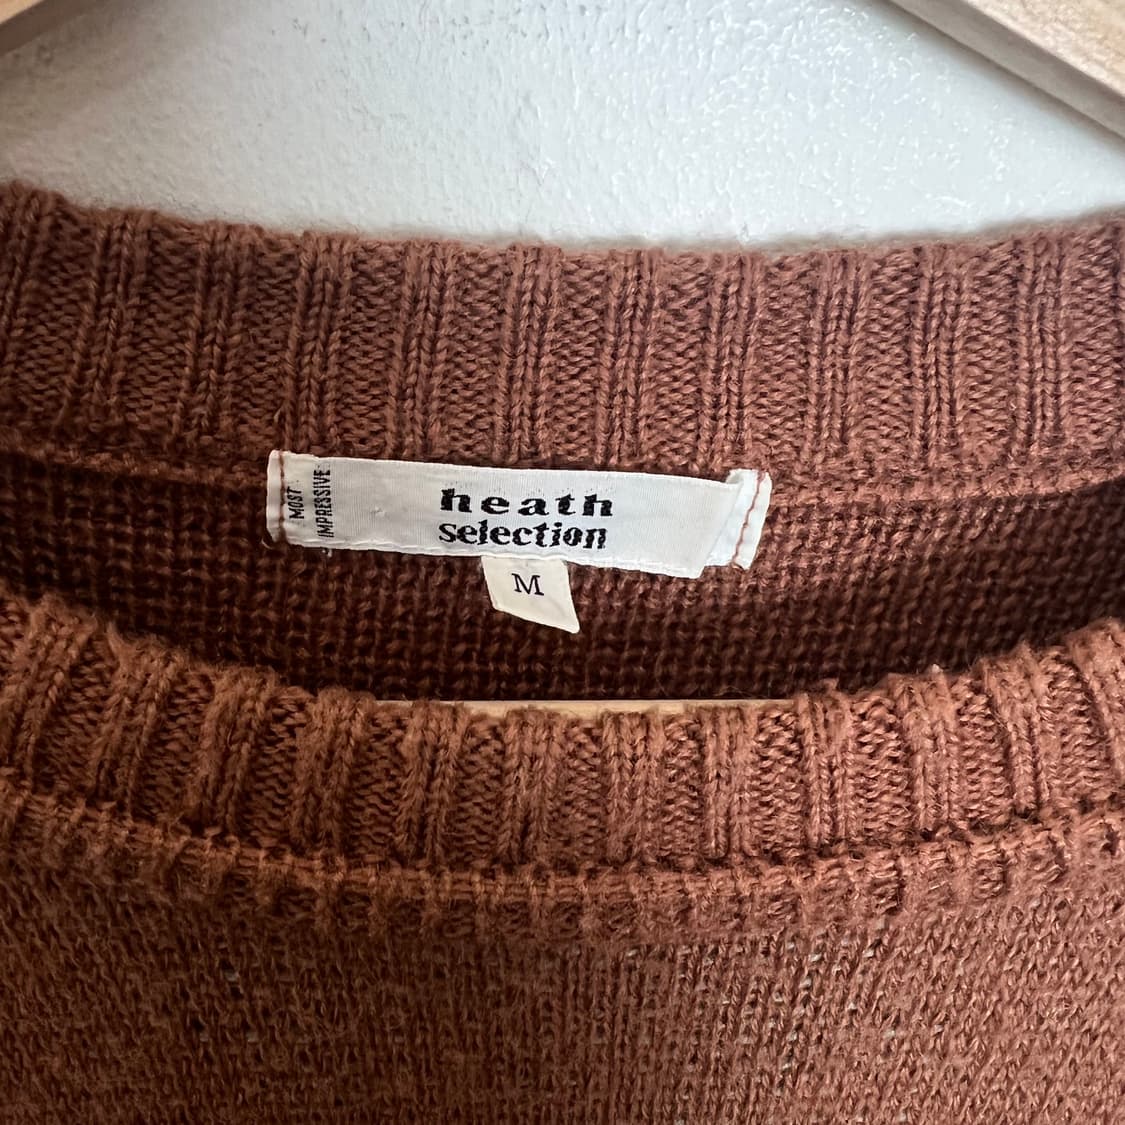 MOST
IMPRESSIVE
heath
selection
M